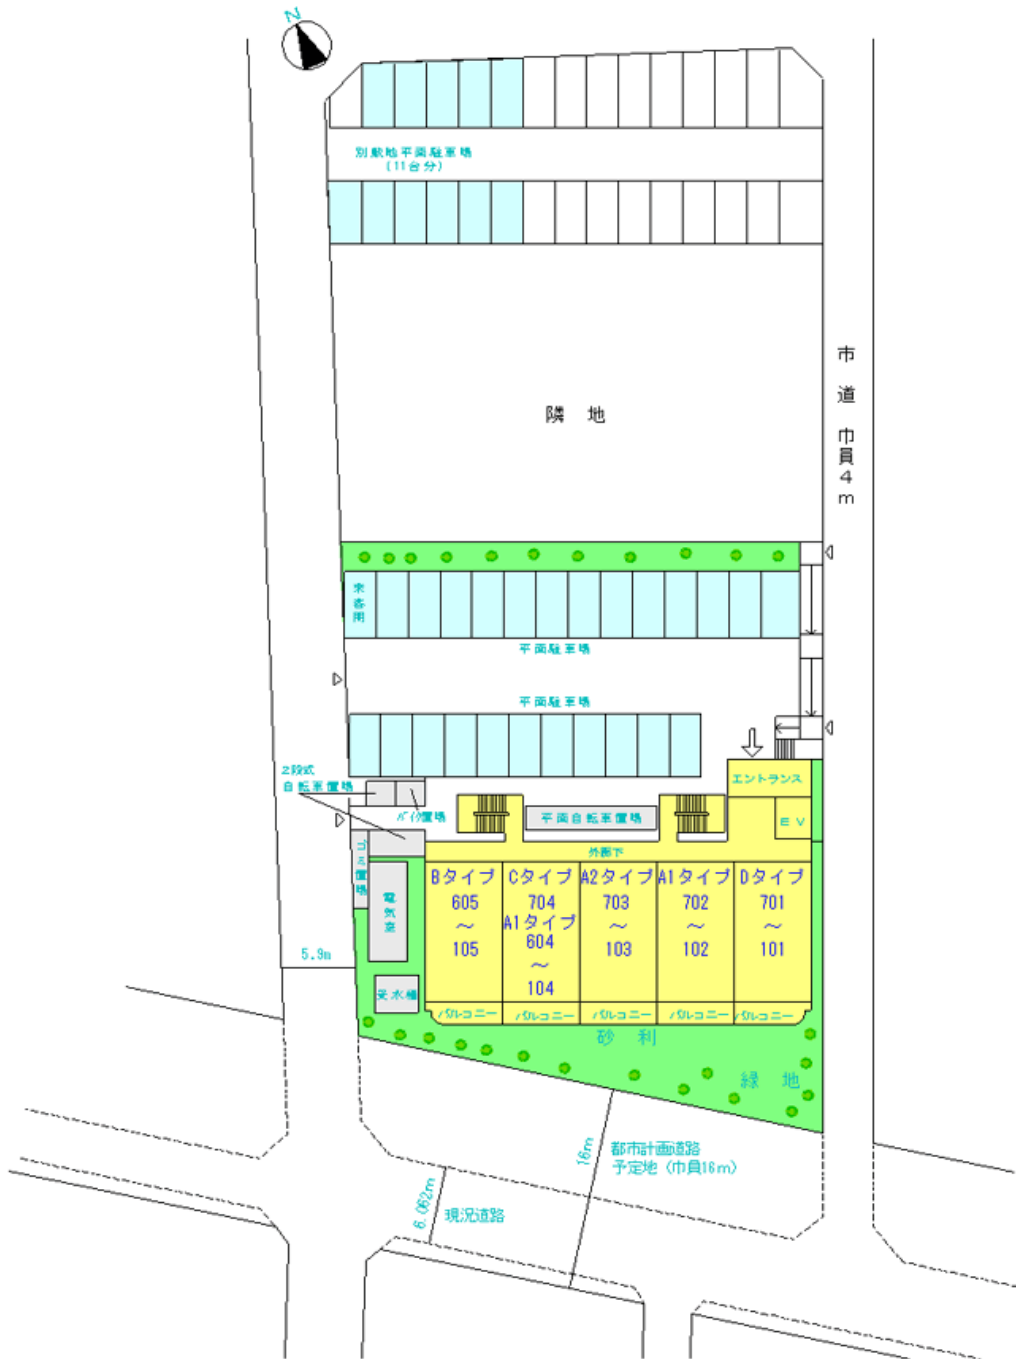 N
別敷地平面駐車場
(11台分)
市道 巾員4m
隣 地
来客用
平面駐車場
平面駐車場
2段式
自転車置場
バイク置場
エントランス
EV
平面自転車置場
外廊下
ゴミ置場
電気室
受水槽
Bタイプ
605
～
105
Cタイプ
704
A1タイプ
604
～
104
A2タイプ
703
～
103
A1タイプ
702
～
102
Dタイプ
701
～
101
バルコニー
バルコニー
バルコニー
バルコニー
バルコニー
5.9m
砂 利
緑 地
16m
都市計画道路
予定地（巾員16m）
6.062m
現況道路